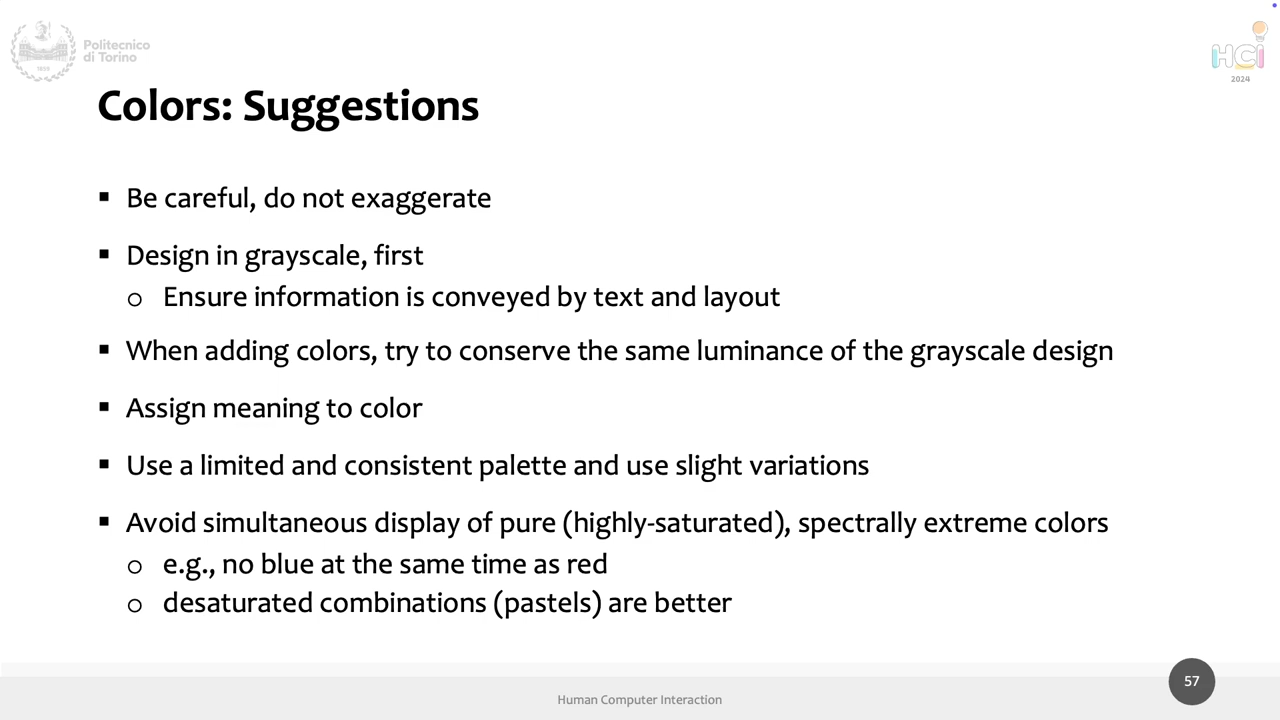 Politecnico
di Torino
1859
HCI
2024
Colors: Suggestions
▪ Be careful, do not exaggerate
▪ Design in grayscale, first
o Ensure information is conveyed by text and layout
▪ When adding colors, try to conserve the same luminance of the grayscale design
▪ Assign meaning to color
▪ Use a limited and consistent palette and use slight variations
▪ Avoid simultaneous display of pure (highly-saturated), spectrally extreme colors
o e.g., no blue at the same time as red
o desaturated combinations (pastels) are better
57
Human Computer Interaction